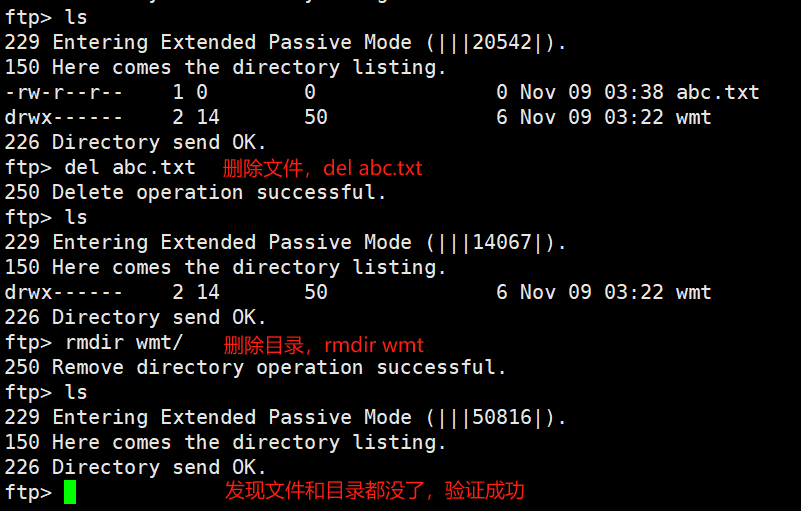 ftp> ls
229 Entering Extended Passive Mode (|||20542|).
150 Here comes the directory listing.
-rw-r--r--    1 0        0               0 Nov 09 03:38 abc.txt
drwx------    2 14       50              6 Nov 09 03:22 wmt
226 Directory send OK.
ftp> del abc.txt 删除文件，del abc.txt
250 Delete operation successful.
ftp> ls
229 Entering Extended Passive Mode (|||14067|).
150 Here comes the directory listing.
drwx------    2 14       50              6 Nov 09 03:22 wmt
226 Directory send OK.
ftp> rmdir wmt/ 删除目录，rmdir wmt
250 Remove directory operation successful.
ftp> ls
229 Entering Extended Passive Mode (|||50816|).
150 Here comes the directory listing.
226 Directory send OK.
ftp> 发现文件和目录都没了，验证成功